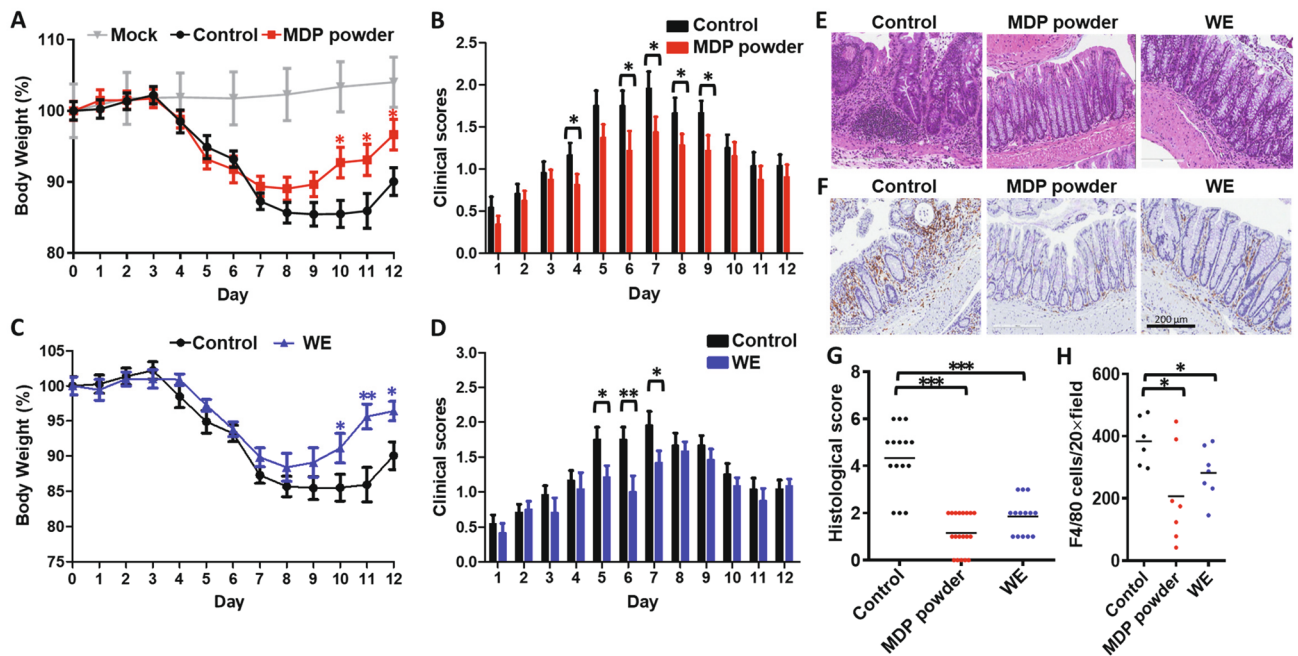 A
Mock Control MDP powder
110
100
90
80
Body Weight (%)
0 1 2 3 4 5 6 7 8 9 10 11 12
Day
* * *
B
Control
MDP powder
2.5
2.0
1.5
1.0
0.5
0.0
Clinical scores
* * * * *
1 2 3 4 5 6 7 8 9 10 11 12
Day
C
Control WE
105
100
95
90
85
80
75
Body Weight (%)
* ** *
0 1 2 3 4 5 6 7 8 9 10 11 12
Day
D
Control
WE
3.0
2.5
2.0
1.5
1.0
0.5
0.0
Clinical scores
* ** *
1 2 3 4 5 6 7 8 9 10 11 12
Day
E
Control MDP powder WE
F
Control MDP powder WE
200 μm
G
8
6
4
2
0
Histological score
***
***
Control
MDP powder
WE
H
600
400
200
0
F4/80 cells/20×field
*
*
Contol
MDP powder
WE